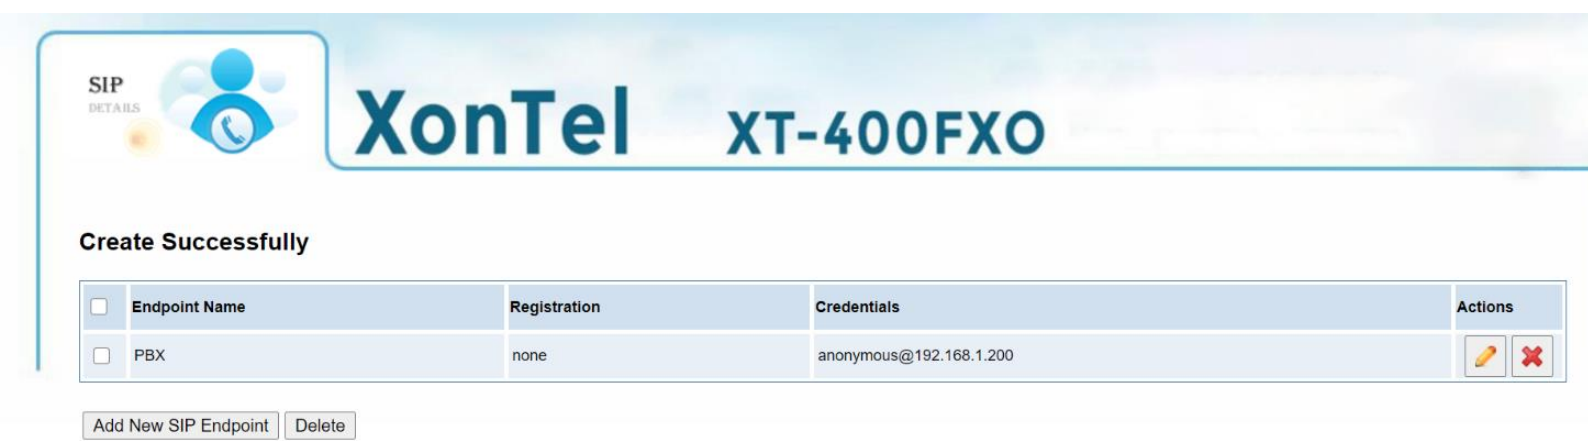 SIP
DETAILS
XonTel XT-400FXO
Create Successfully
Endpoint Name Registration Credentials Actions
PBX none anonymous@192.168.1.200
Add New SIP Endpoint Delete